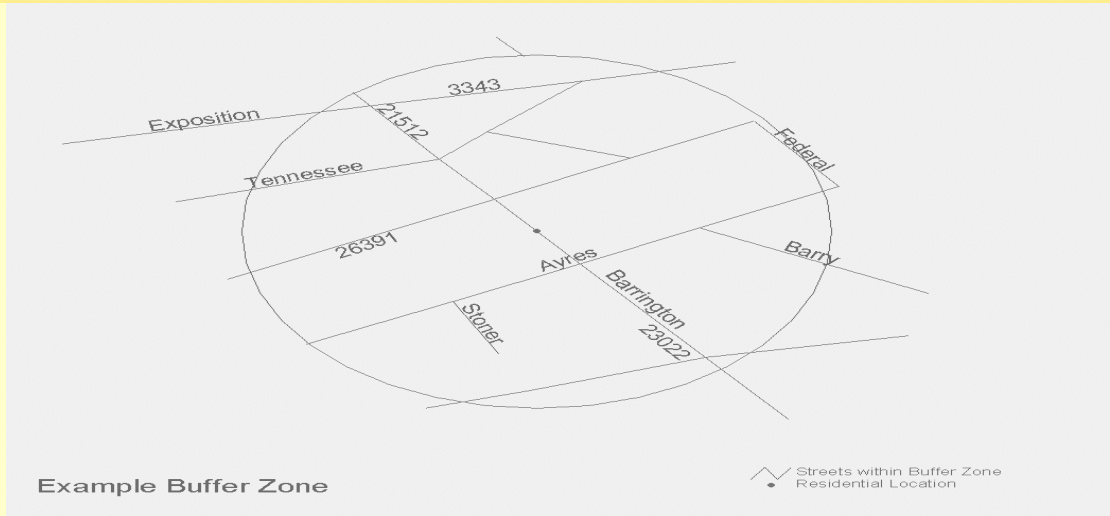 3343
Exposition
21512
Federal
Tennessee
26391
Ayres
Barry
Barrington
Stoner
23022
Streets within Buffer Zone
Residential Location
Example Buffer Zone